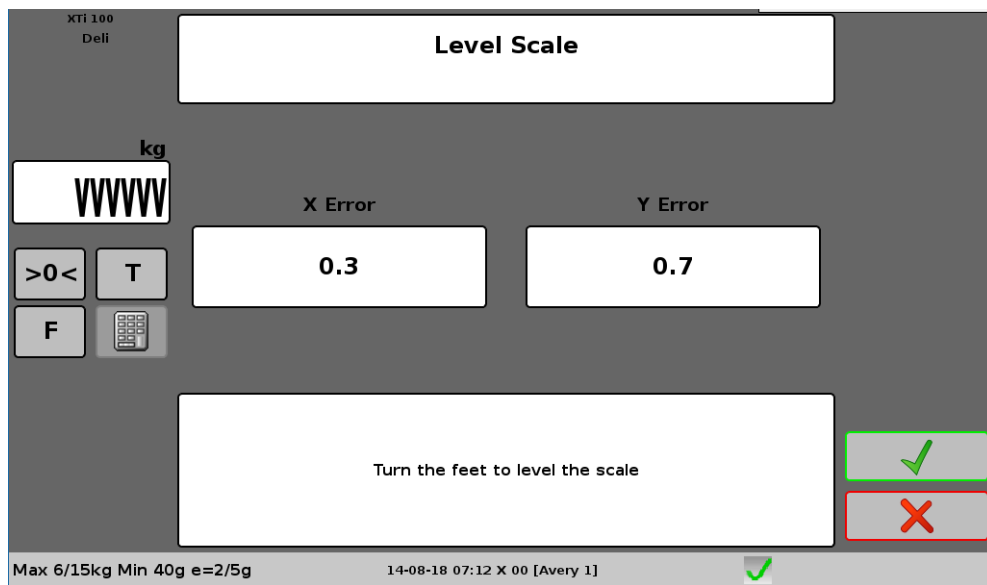 XTi 100
Deli
Level Scale
kg
VVVVV
X Error
Y Error
0.3
0.7
>0<
T
F
Turn the feet to level the scale
Max 6/15kg Min 40g e=2/5g
14-08-18 07:12 X 00 [Avery 1]